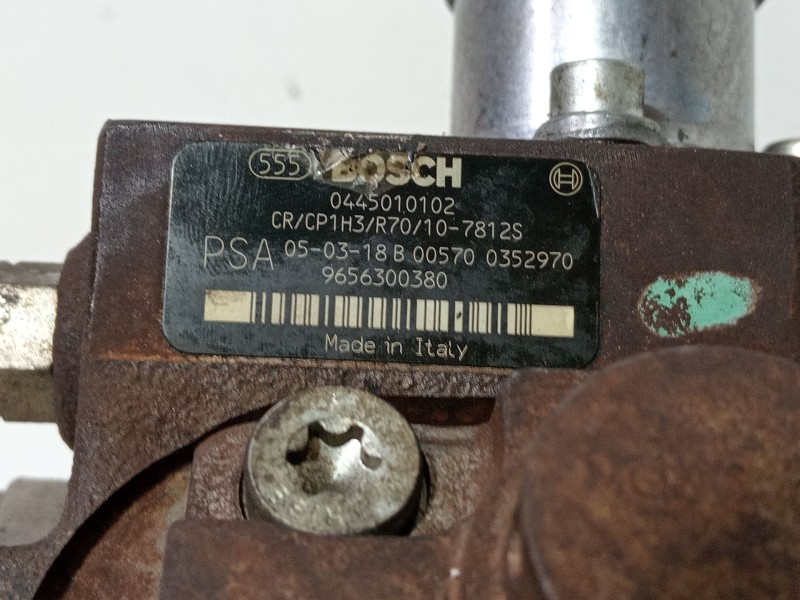 555 BOSCH
0445010102
CR/CP1H3/R70/10-7812S
PSA 05-03-18 B 00570 0352970
9656300380
Made in Italy